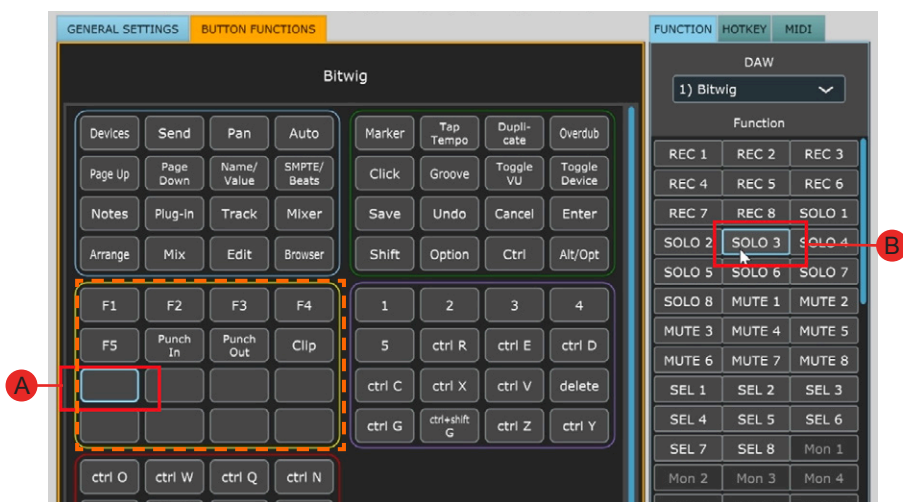 GENERAL SETTINGS BUTTON FUNCTIONS
Bitwig
Devices Send Pan Auto
Page Up Page Down Name/ Value SMPTE/ Beats
Notes Plug-in Track Mixer
Arrange Mix Edit Browser
Marker Tap Tempo Dupli- cate Overdub
Click Groove Toggle VU Toggle Device
Save Undo Cancel Enter
Shift Option Ctrl Alt/Opt
F1 F2 F3 F4
F5 Punch In Punch Out Clip
A
1 2 3 4
5 ctrl R ctrl E ctrl D
ctrl C ctrl X ctrl V delete
ctrl G ctrl+shift G ctrl Z ctrl Y
ctrl O ctrl W ctrl Q ctrl N
FUNCTION HOTKEY MIDI
DAW
1) Bitwig
Function
REC 1 REC 2 REC 3
REC 4 REC 5 REC 6
REC 7 REC 8 SOLO 1
SOLO 2 SOLO 3 SOLO 4
B
SOLO 5 SOLO 6 SOLO 7
SOLO 8 MUTE 1 MUTE 2
MUTE 3 MUTE 4 MUTE 5
MUTE 6 MUTE 7 MUTE 8
SEL 1 SEL 2 SEL 3
SEL 4 SEL 5 SEL 6
SEL 7 SEL 8 Mon 1
Mon 2 Mon 3 Mon 4